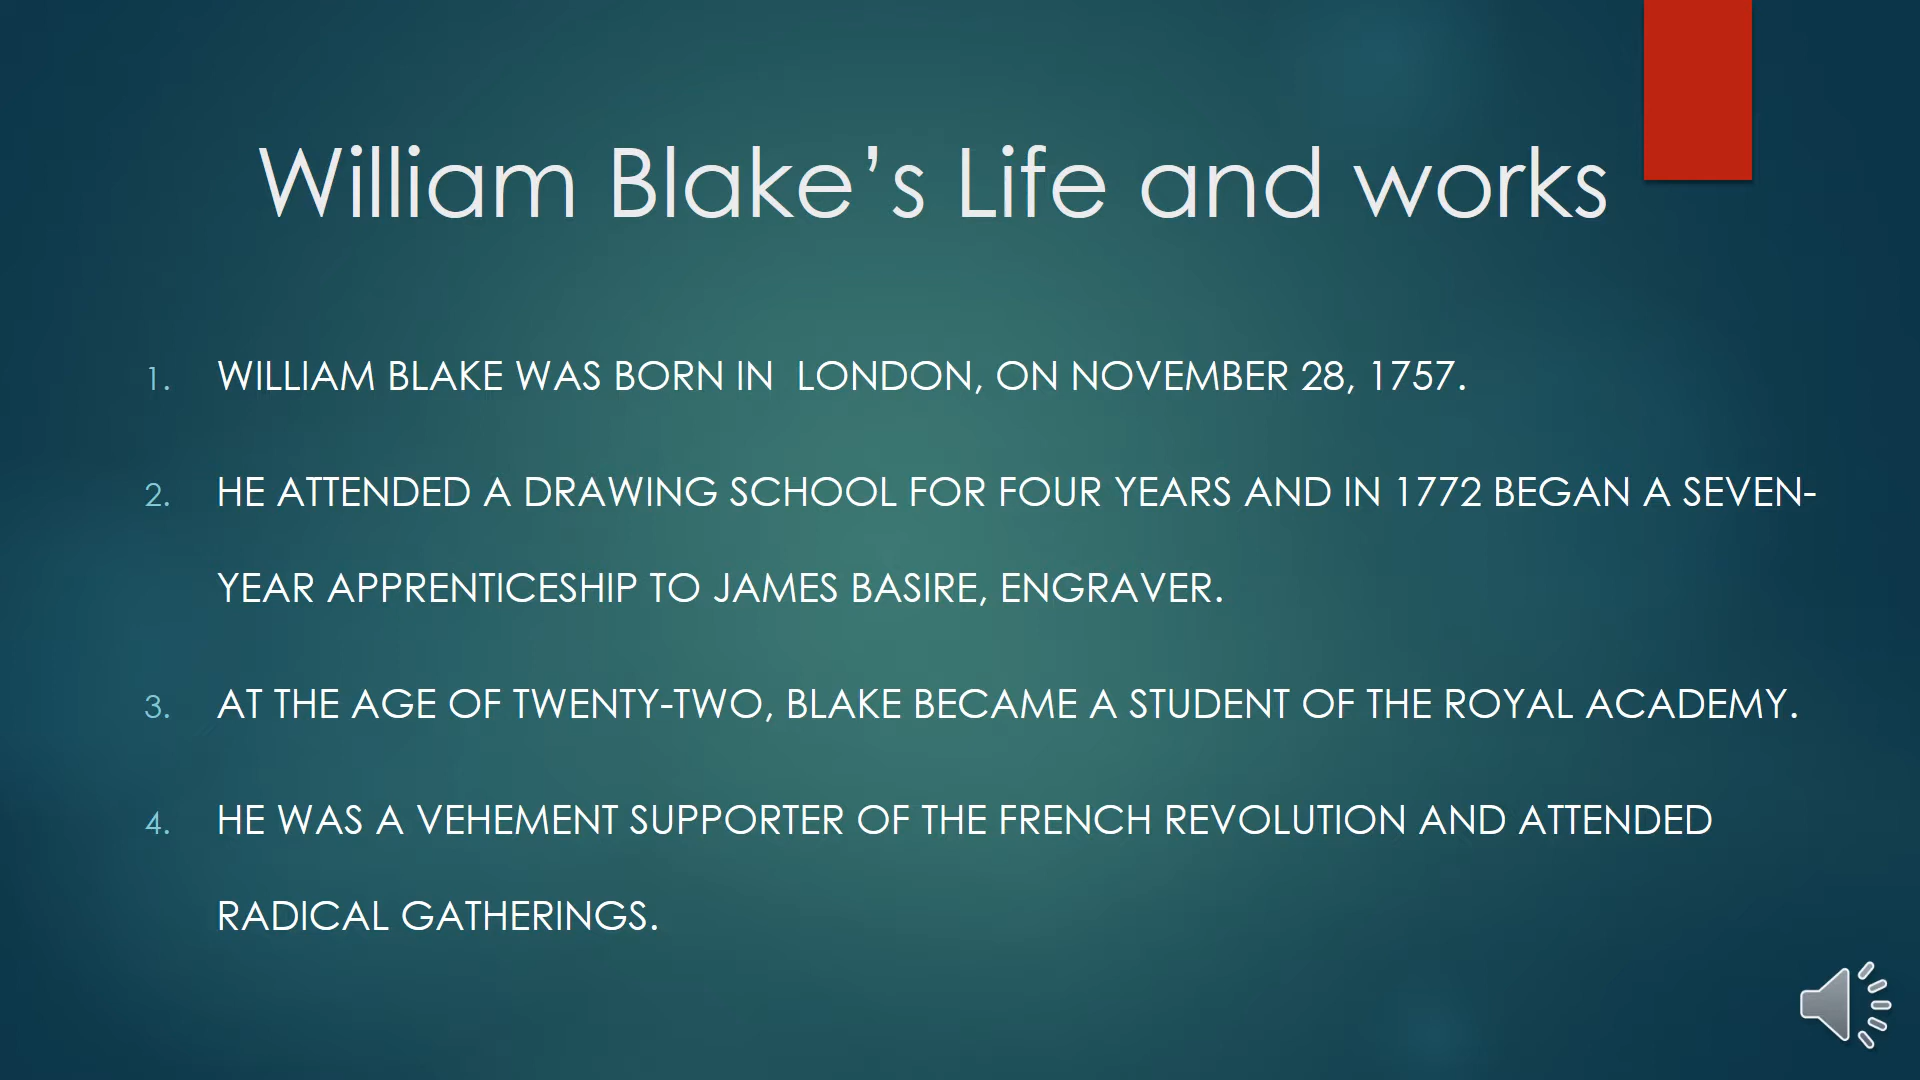 William Blake’s Life and works
1. WILLIAM BLAKE WAS BORN IN  LONDON, ON NOVEMBER 28, 1757.
2. HE ATTENDED A DRAWING SCHOOL FOR FOUR YEARS AND IN 1772 BEGAN A SEVEN-
YEAR APPRENTICESHIP TO JAMES BASIRE, ENGRAVER.
3. AT THE AGE OF TWENTY-TWO, BLAKE BECAME A STUDENT OF THE ROYAL ACADEMY.
4. HE WAS A VEHEMENT SUPPORTER OF THE FRENCH REVOLUTION AND ATTENDED
RADICAL GATHERINGS.